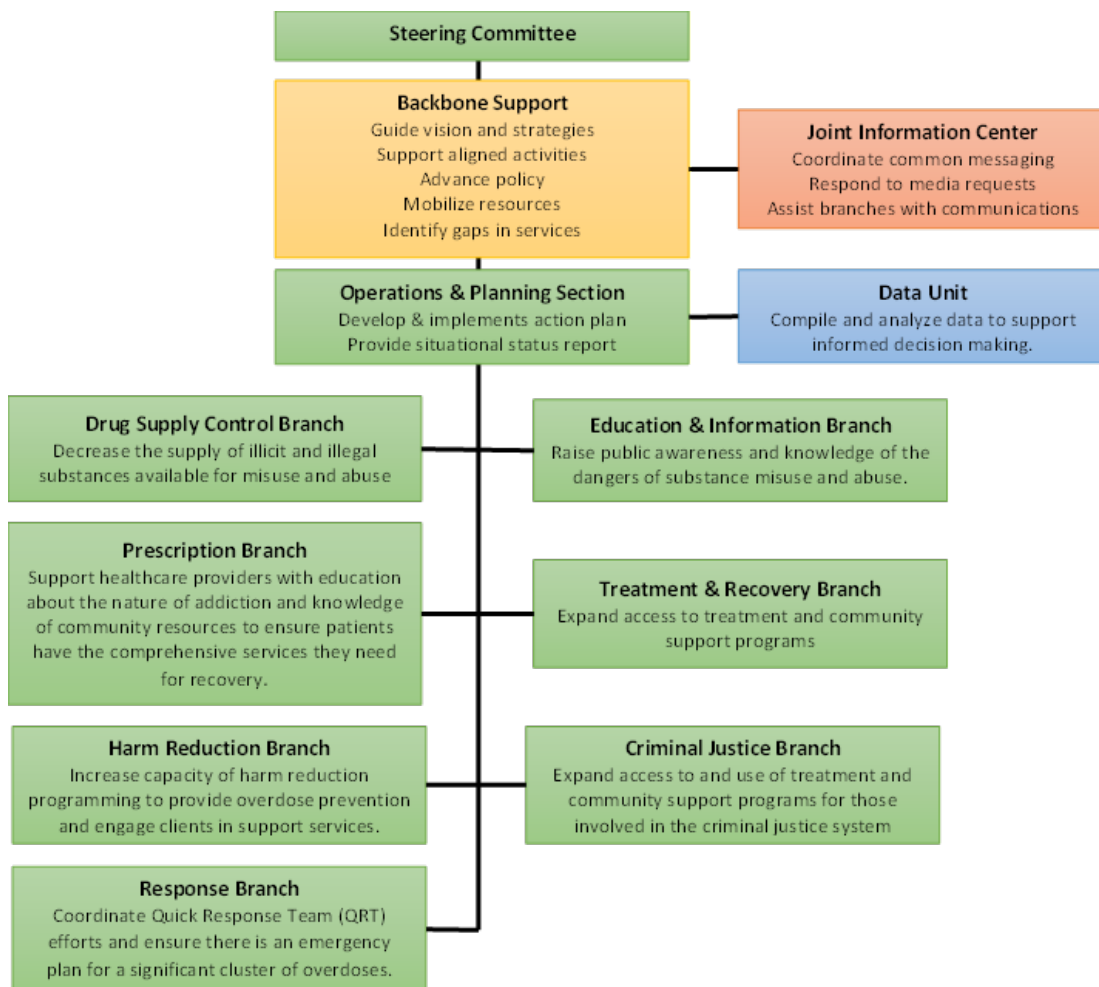 Steering Committee
Backbone Support
Guide vision and strategies
Support aligned activities
Advance policy
Mobilize resources
Identify gaps in services
Joint Information Center
Coordinate common messaging
Respond to media requests
Assist branches with communications
Operations & Planning Section
Develop & implements action plan
Provide situational status report
Data Unit
Compile and analyze data to support
informed decision making.
Drug Supply Control Branch
Decrease the supply of illicit and illegal
substances available for misuse and abuse
Education & Information Branch
Raise public awareness and knowledge of the
dangers of substance misuse and abuse.
Prescription Branch
Support healthcare providers with education
about the nature of addiction and knowledge
of community resources to ensure patients
have the comprehensive services they need
for recovery.
Treatment & Recovery Branch
Expand access to treatment and community
support programs
Harm Reduction Branch
Increase capacity of harm reduction
programming to provide overdose prevention
and engage clients in support services.
Criminal Justice Branch
Expand access to and use of treatment and
community support programs for those
involved in the criminal justice system
Response Branch
Coordinate Quick Response Team (QRT)
efforts and ensure there is an emergency
plan for a significant cluster of overdoses.